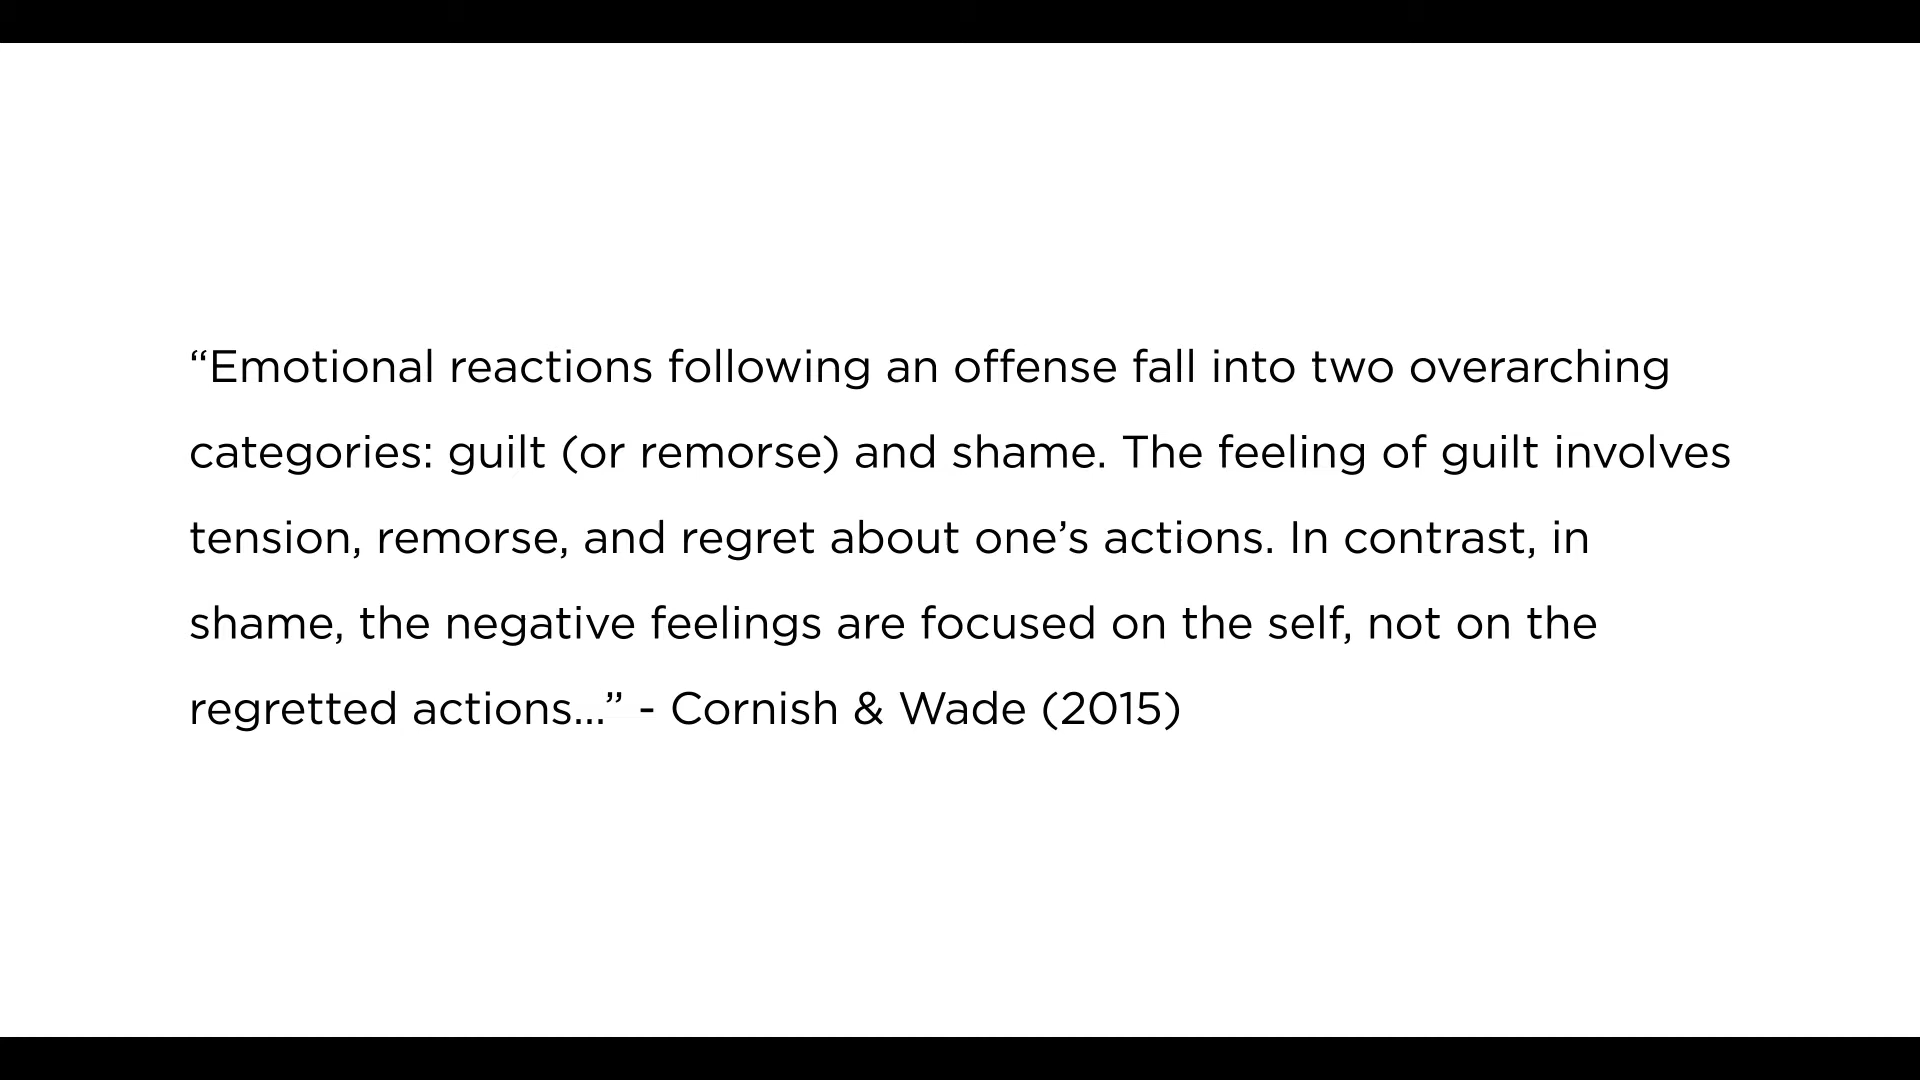 “Emotional reactions following an offense fall into two overarching
categories: guilt (or remorse) and shame. The feeling of guilt involves
tension, remorse, and regret about one’s actions. In contrast, in
shame, the negative feelings are focused on the self, not on the
regretted actions...” - Cornish & Wade (2015)